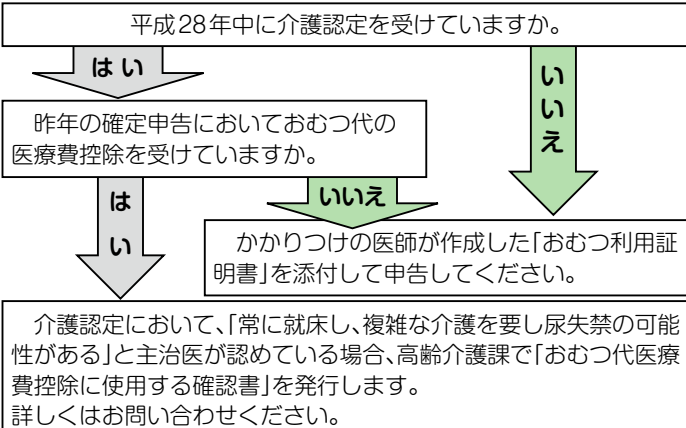 平成28年中に介護認定を受けていますか。
はい
いいえ
昨年の確定申告においておむつ代の
医療費控除を受けていますか。
はい
いいえ
かかりつけの医師が作成した「おむつ利用証
明書」を添付して申告してください。
介護認定において、「常に就床し、複雑な介護を要し尿失禁の可能
性がある」と主治医が認めている場合、高齢介護課で「おむつ代医療
費控除に使用する確認書」を発行します。
詳しくはお問い合わせください。